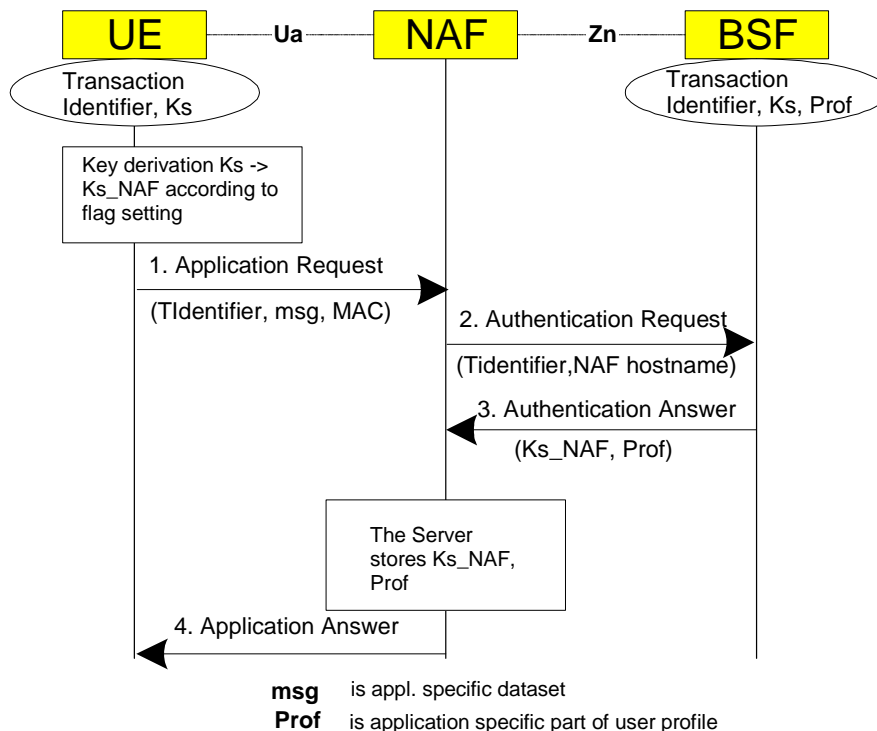 UE Ua NAF Zn BSF
Transaction
Identifier, Ks
Transaction
Identifier, Ks, Prof
Key derivation Ks ->
Ks_NAF according to
flag setting
1. Application Request
(TIdentifier, msg, MAC)
2. Authentication Request
(Tidentifier,NAF hostname)
3. Authentication Answer
(Ks_NAF, Prof)
The Server
stores Ks_NAF,
Prof
4. Application Answer
msg is appl. specific dataset
Prof is application specific part of user profile